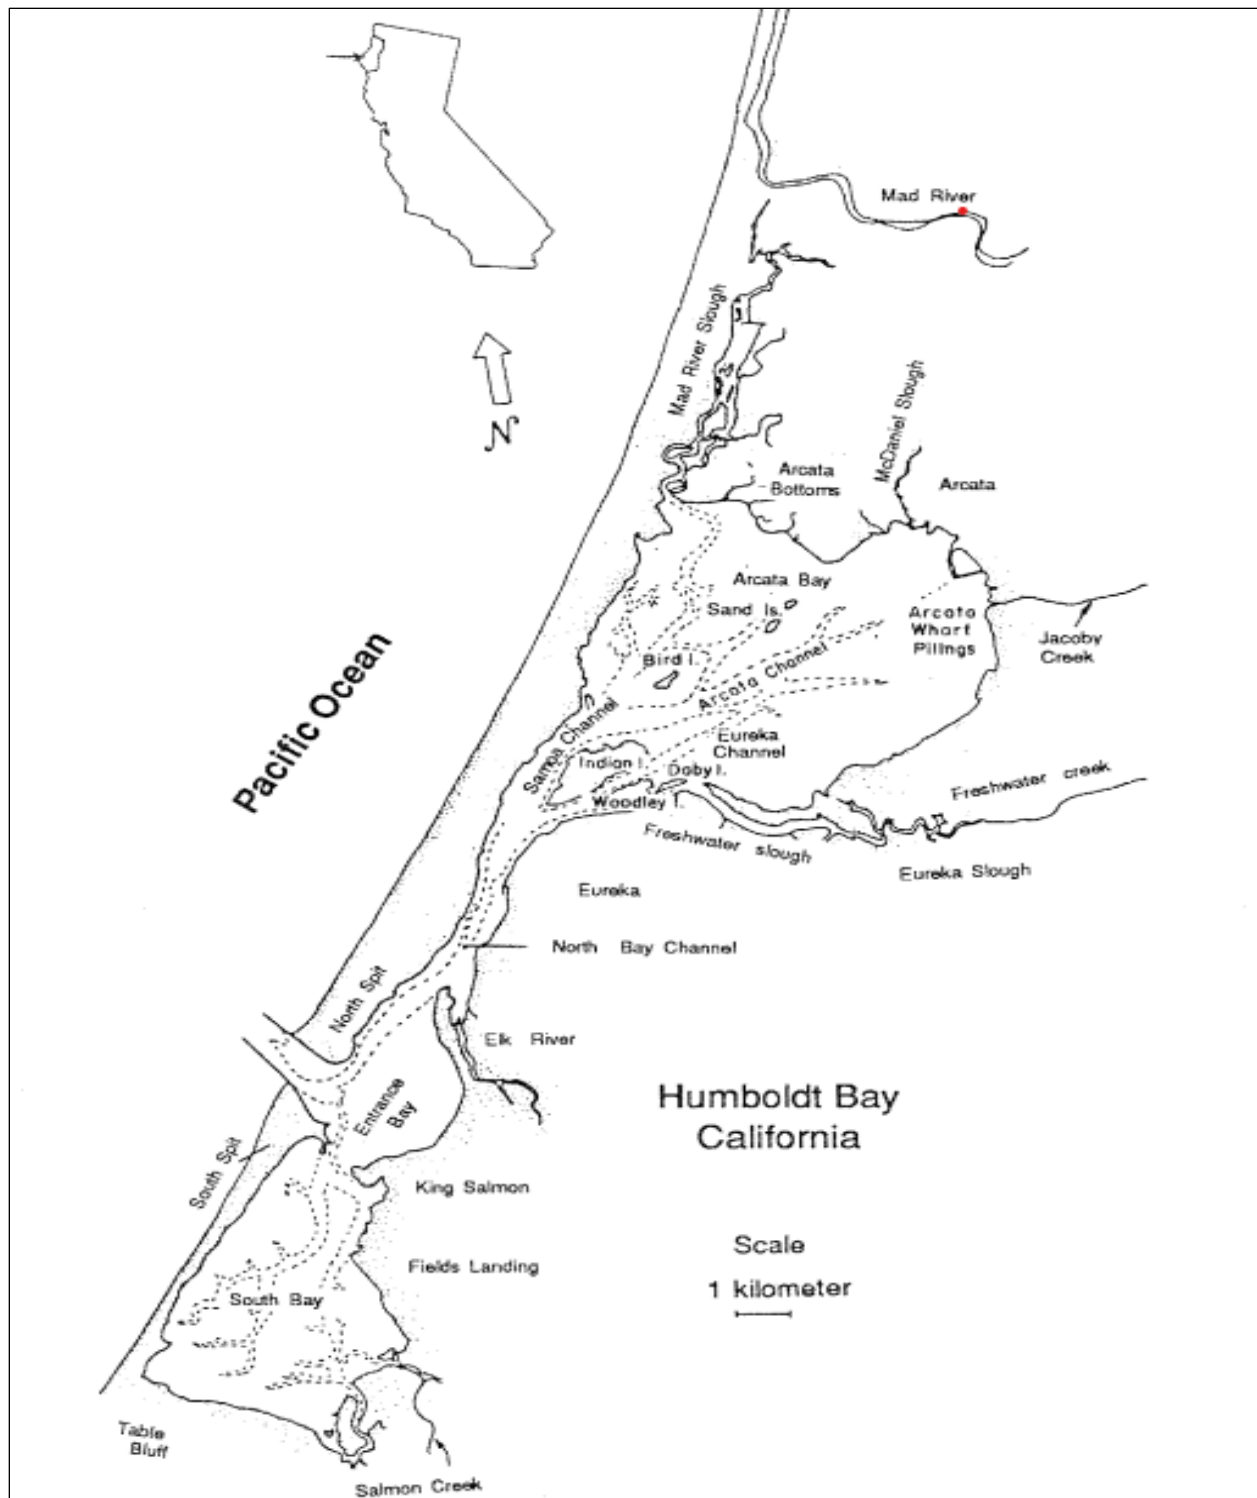 Mad River
Mad River Slough
N
McDaniel Slough
Arcata
Bottoms
Arcata
Arcata Bay
Sand Is.
Arcata
Wharf
Pilings
Jacoby
Creek
Bird I.
Arcata Channel
Pacific Ocean
Samoa Channel
Eureka
Channel
Indian I.
Daby I.
Woodley I.
Freshwater creek
Freshwater slough
Eureka Slough
Eureka
North Bay Channel
North Spit
Elk River
Entrance
Bay
Humboldt Bay
California
South Spit
King Salmon
Scale
Fields Landing
1 kilometer
South Bay
Table
Bluff
Salmon Creek